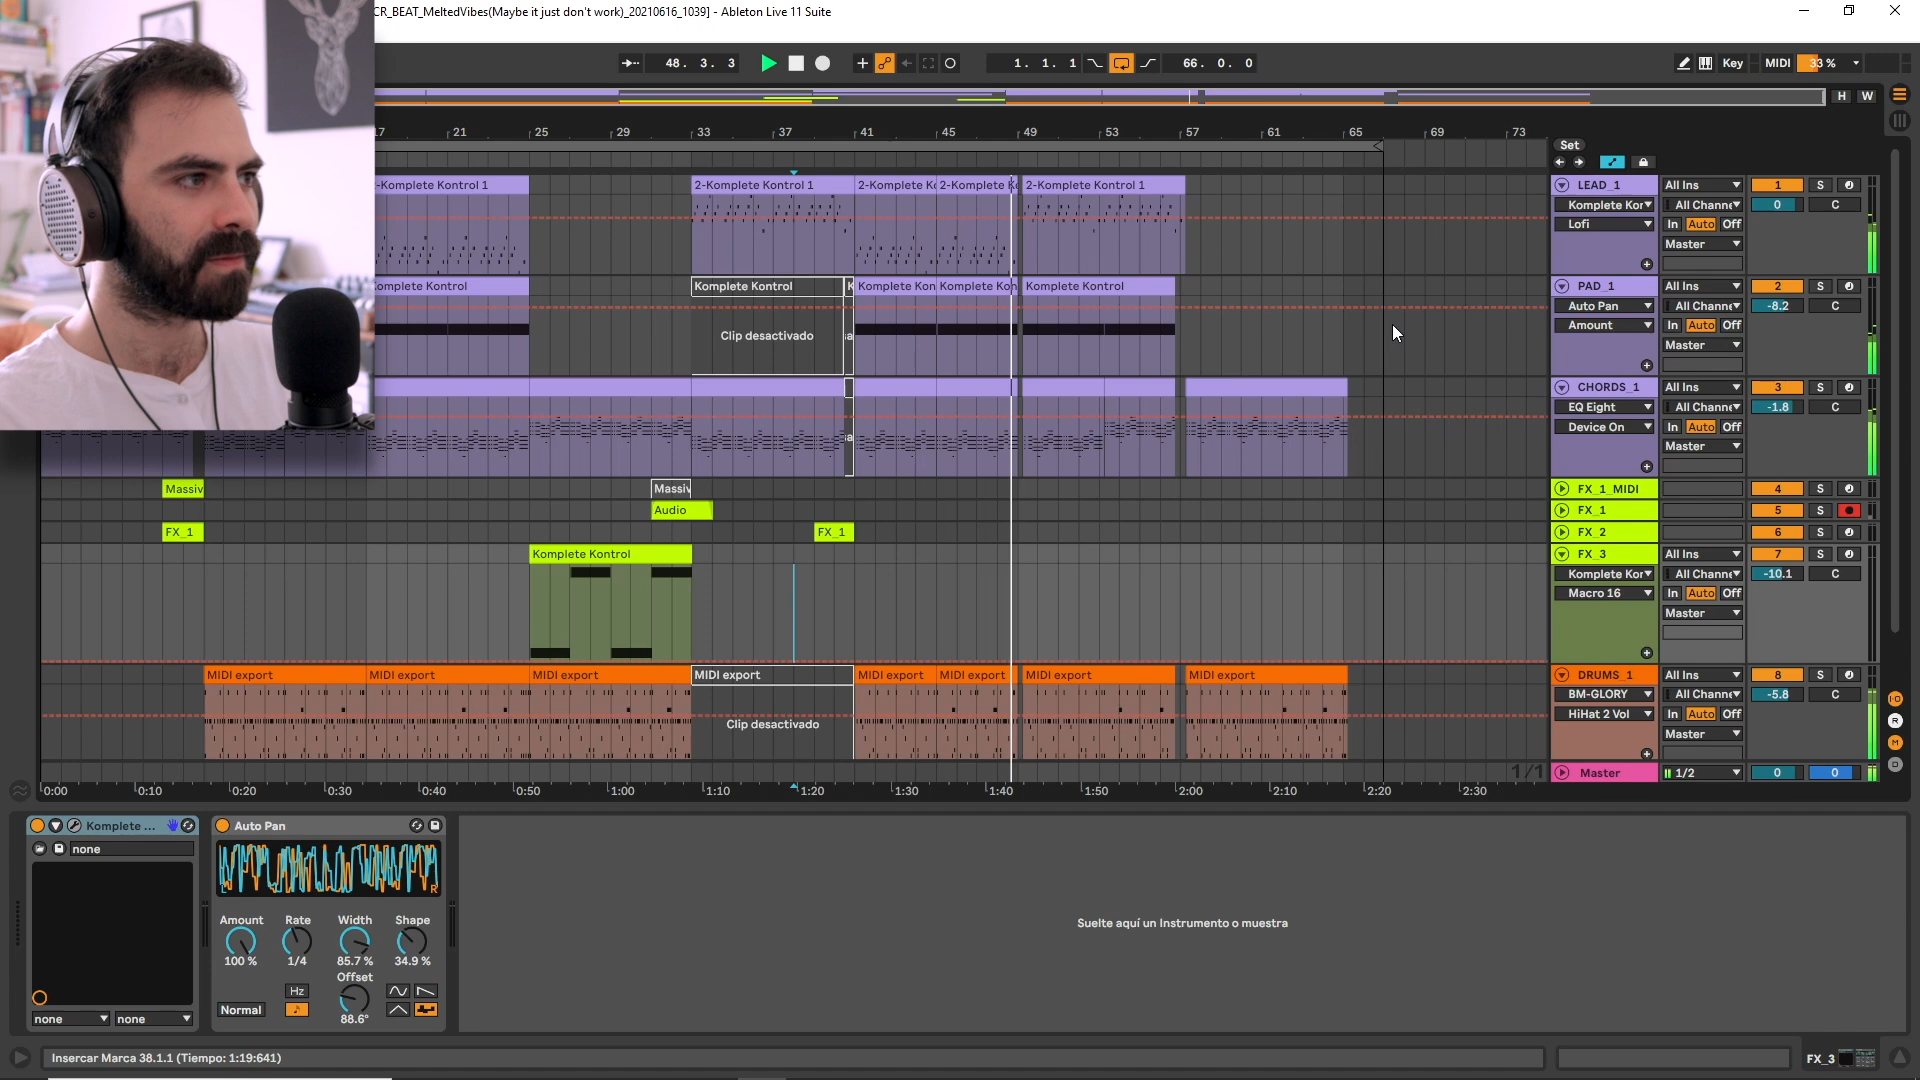 CR_BEAT_MeltedVibes(Maybe it just don't work)_20210616_1039] - Ableton Live 11 Suite
48. 3. 3
1. 1. 1
66. 0. 0
Key
MIDI
33 %
H W
17 21 25 29 33 37 41 45 49 53 57 61 65 69 73
Set
-Komplete Kontrol 1
2-Komplete Kontrol 1
2-Komplete K
2-Komplete K
2-Komplete Kontrol 1
LEAD_1 All Ins 1 S
Komplete Kor All Channe 0 C
Lofi In Auto Off
Master
omplete Kontrol
Komplete Kontrol
K
Komplete Kon
Komplete Kon
Komplete Kontrol
Clip desactivado
PAD_1 All Ins 2 S
Auto Pan All Channe -8.2 C
Amount In Auto Off
Master
CHORDS_1 All Ins 3 S
EQ Eight All Channe -1.8 C
Device On In Auto Off
Master
Massiv
Massiv
FX_1_MIDI 4 S
Audio
FX_1 5 S
FX_1
FX_1
FX_2 6 S
Komplete Kontrol
FX_3 All Ins 7 S
Komplete Kor All Channe -10.1 C
Macro 16 In Auto Off
Master
MIDI export
MIDI export
MIDI export
MIDI export
MIDI export
MIDI export
MIDI export
MIDI export
Clip desactivado
DRUMS_1 All Ins 8 S
BM-GLORY All Channe -5.8 C
HiHat 2 Vol In Auto Off
Master
1/1
Master 1/2 0 0
0:00 0:10 0:20 0:30 0:40 0:50 1:00 1:10 1:20 1:30 1:40 1:50 2:00 2:10 2:20 2:30
Komplete ...
Auto Pan
none
L R
Amount Rate Width Shape
100 % 1/4 85.7 % 34.9 %
Offset
Hz
Normal
88.6°
none none
Suelte aquí un Instrumento o muestra
Insercar Marca 38.1.1 (Tiempo: 1:19:641)
FX_3